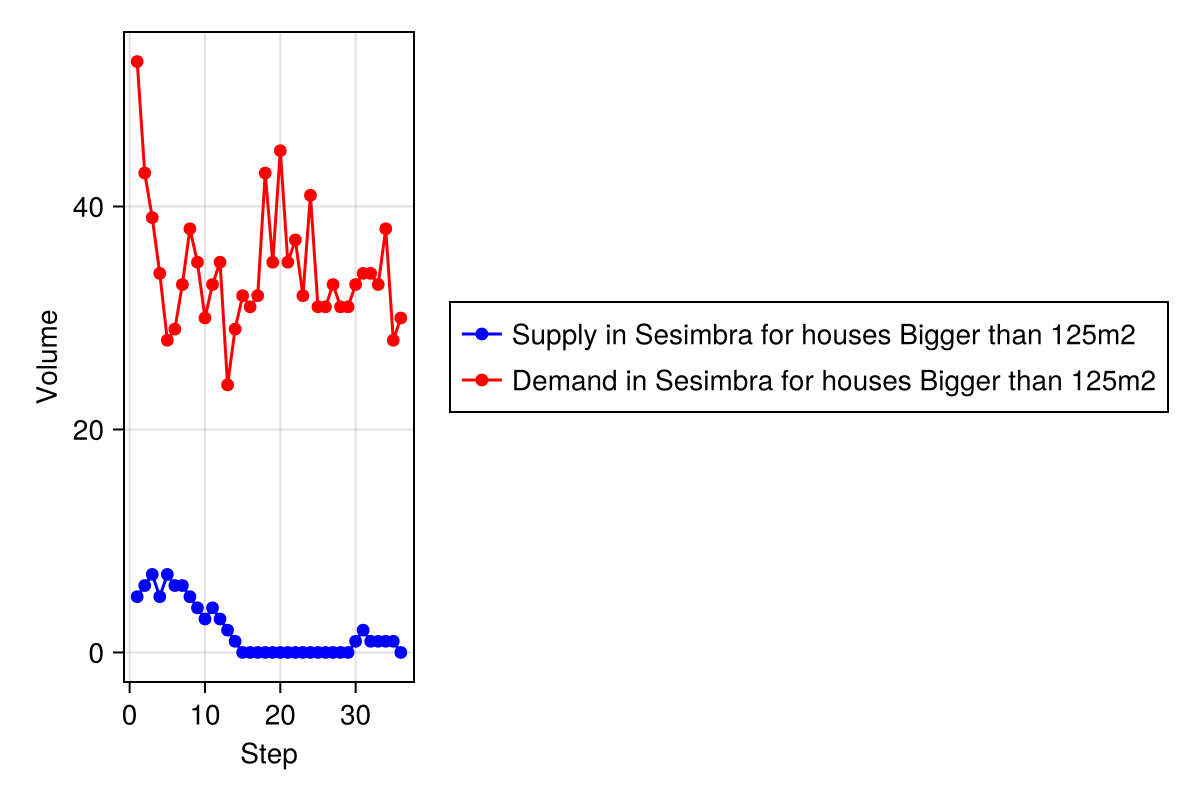 Volume
40
20
0
0 10 20 30
Step
Supply in Sesimbra for houses Bigger than 125m2
Demand in Sesimbra for houses Bigger than 125m2